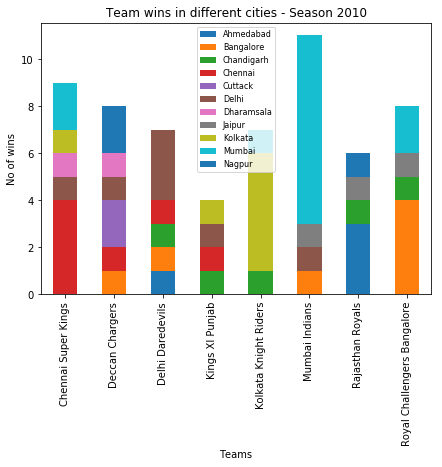 Team wins in different cities - Season 2010
No of wins
10
8
6
4
2
0
Ahmedabad
Bangalore
Chandigarh
Chennai
Cuttack
Delhi
Dharamsala
Jaipur
Kolkata
Mumbai
Nagpur
Chennai Super Kings
Deccan Chargers
Delhi Daredevils
Kings XI Punjab
Kolkata Knight Riders
Mumbai Indians
Rajasthan Royals
Royal Challengers Bangalore
Teams